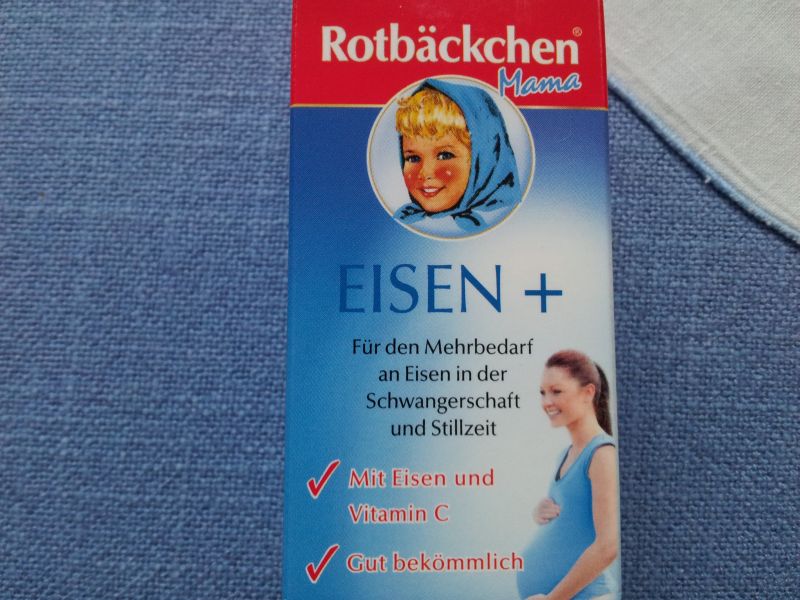 Rotbäckchen®
Mama
EISEN +
Für den Mehrbedarf
an Eisen in der
Schwangerschaft
und Stillzeit
✓ Mit Eisen und
Vitamin C
✓ Gut bekömmlich